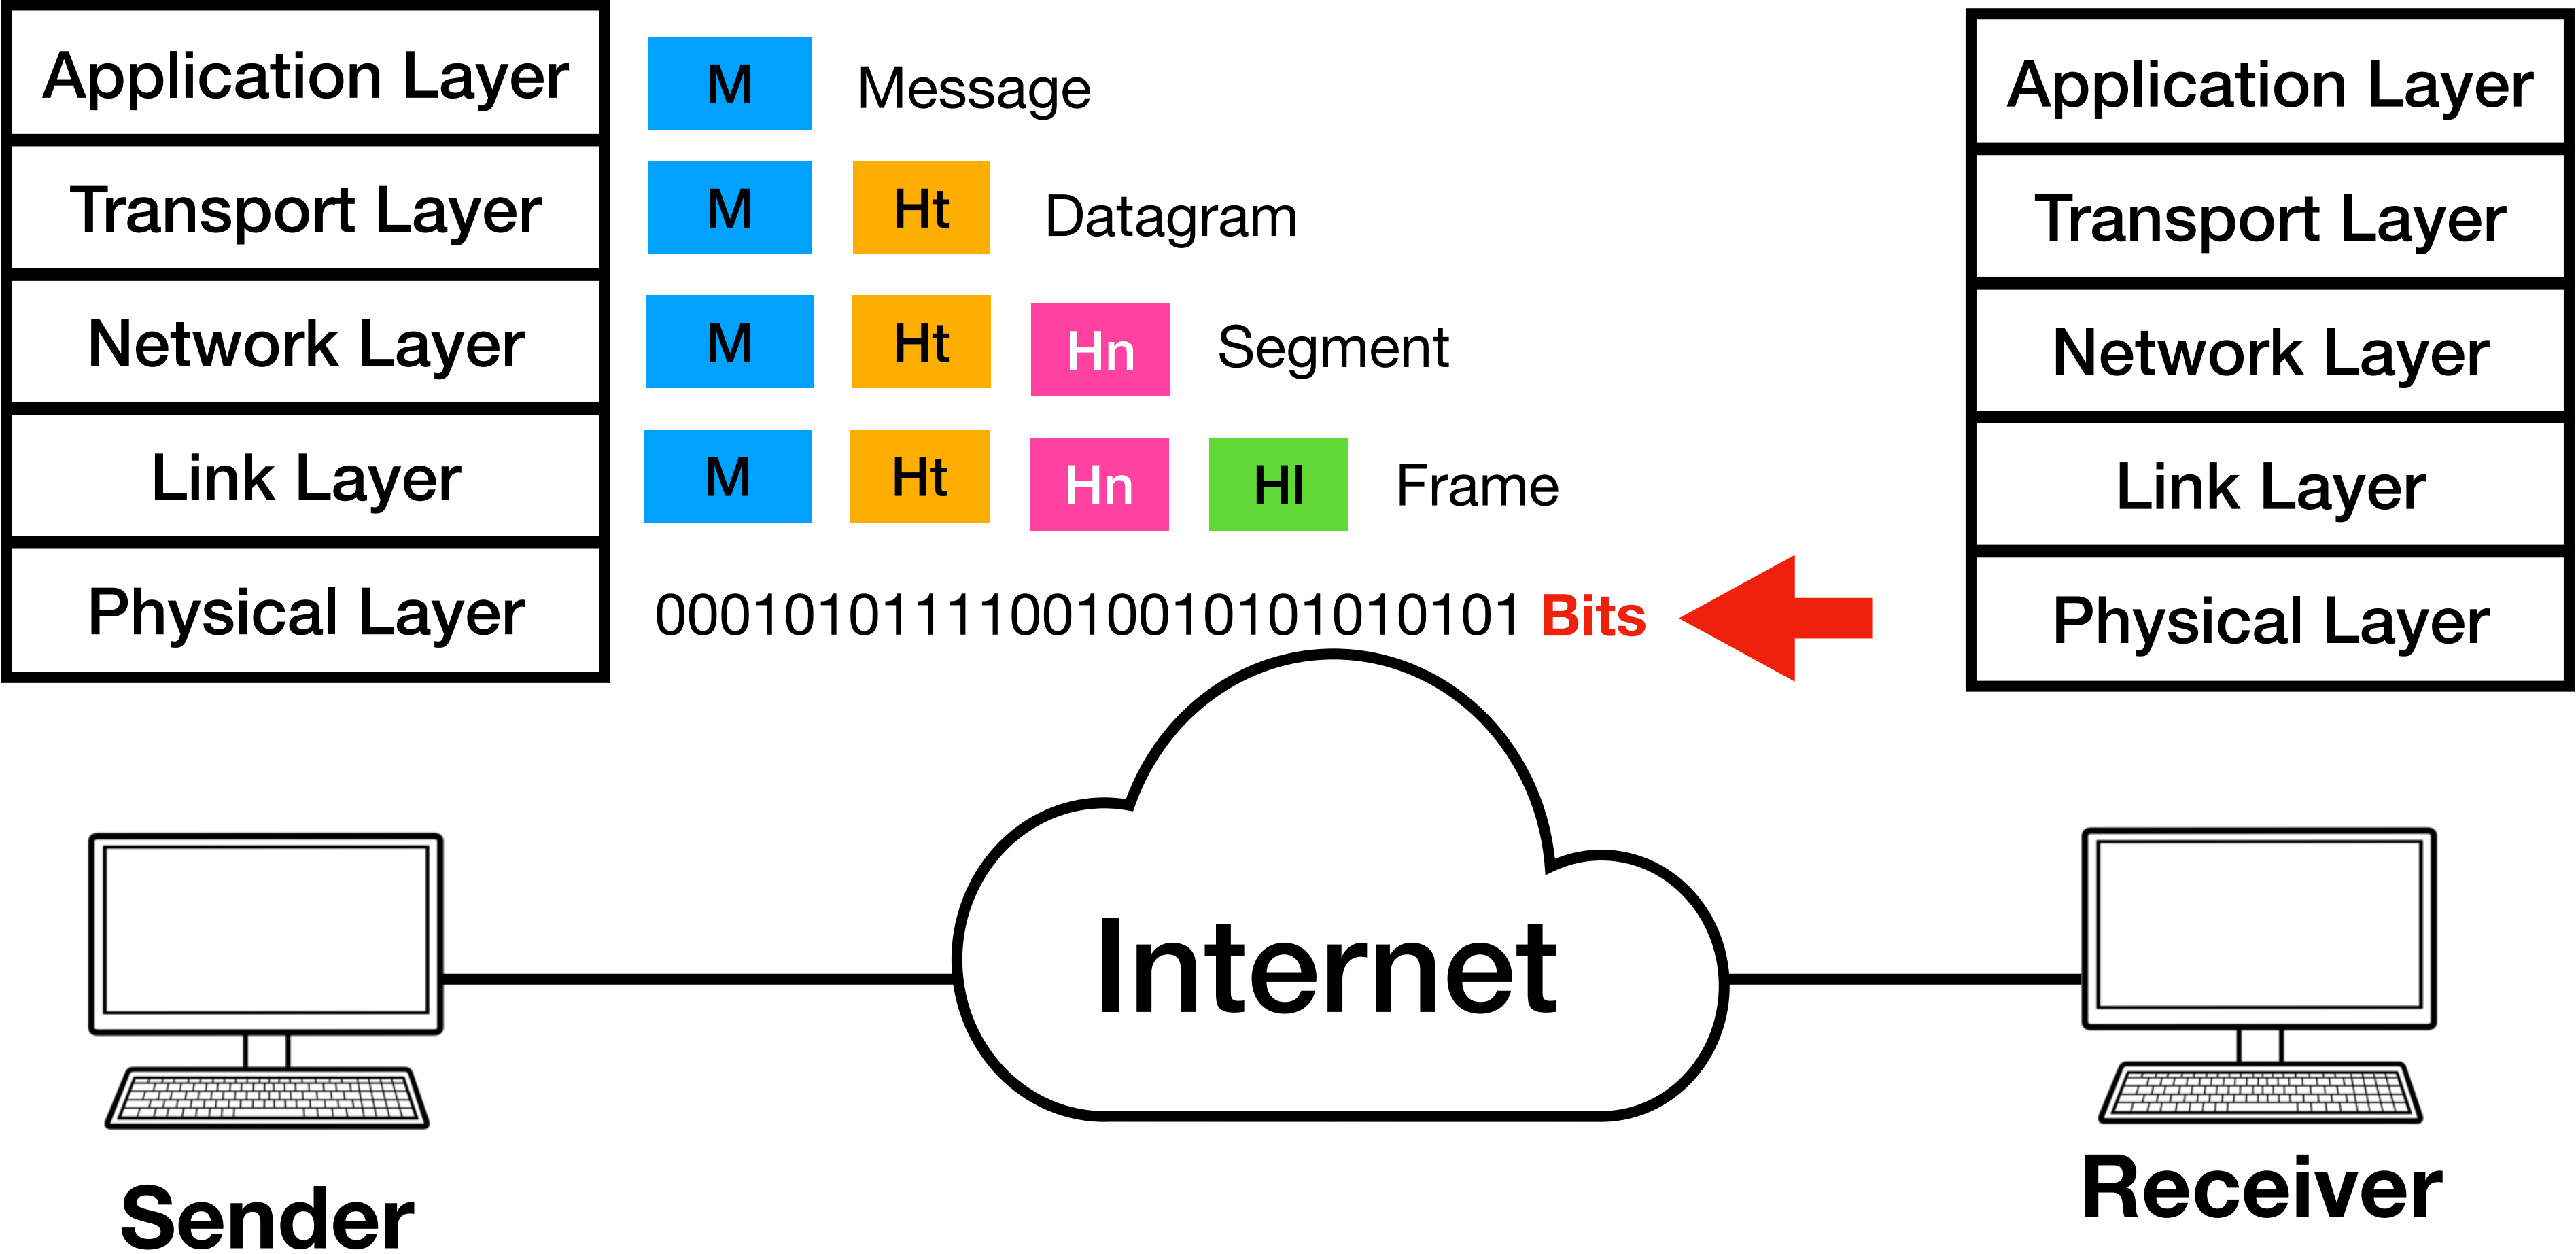 Application Layer
M Message
Application Layer
Transport Layer
M Ht Datagram
Transport Layer
Network Layer
M Ht Hn Segment
Network Layer
Link Layer
M Ht Hn Hl Frame
Link Layer
Physical Layer
000101011110010010101010101 Bits
Physical Layer
Internet
Sender
Receiver